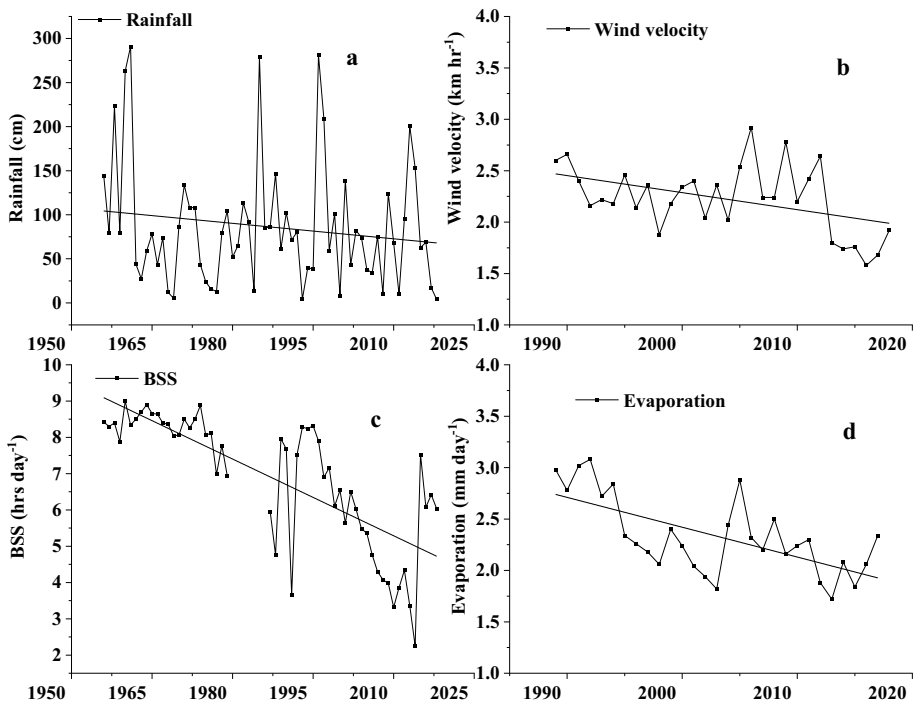 Rainfall
a
Rainfall (cm)
300
250
200
150
100
50
0
1950 1965 1980 1995 2010 2025
Wind velocity
b
Wind velocity (km hr⁻¹)
4.0
3.5
3.0
2.5
2.0
1.5
1.0
1990 2000 2010 2020
BSS
c
BSS (hrs day⁻¹)
10
9
8
7
6
5
4
3
2
1950 1965 1980 1995 2010 2025
Evaporation
d
Evaporation (mm day⁻¹)
4.0
3.5
3.0
2.5
2.0
1.5
1.0
1990 2000 2010 2020